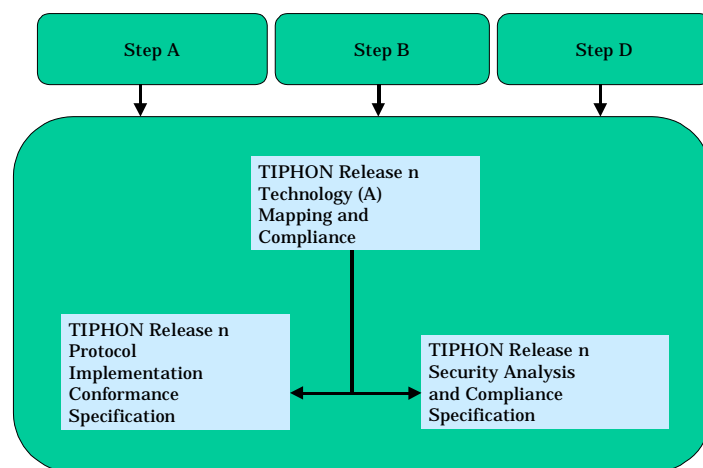 Step A
Step B
Step D
TIPHON Release n
Technology (A)
Mapping and
Compliance
TIPHON Release n
Protocol
Implementation
Conformance
Specification
TIPHON Release n
Security Analysis
and Compliance
Specification